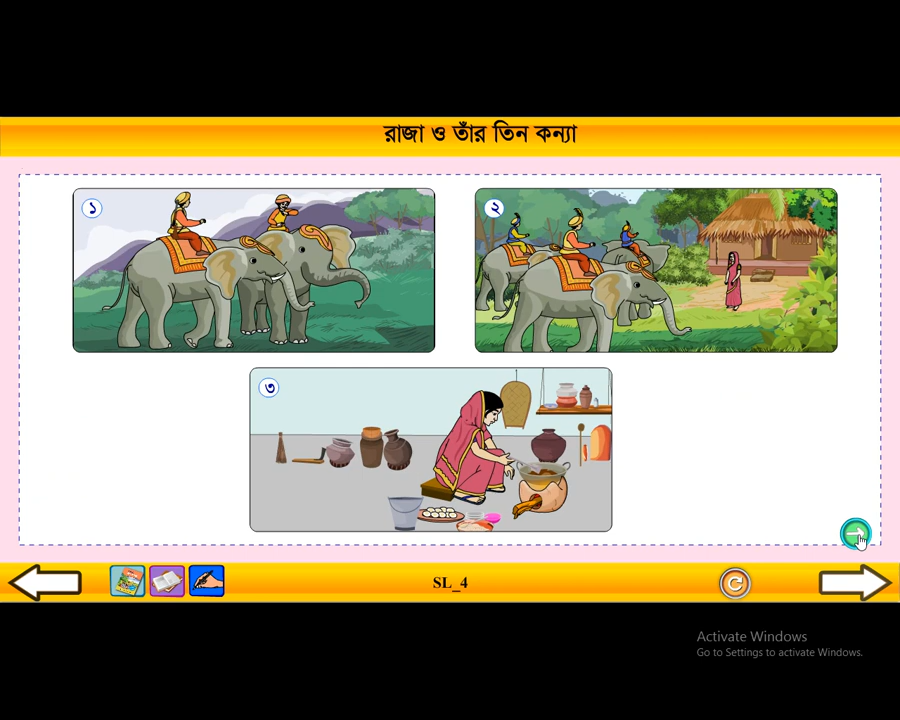 রাজা ও তাঁর তিন কন্যা
১
২
৩
SL_4
Activate Windows
Go to Settings to activate Windows.